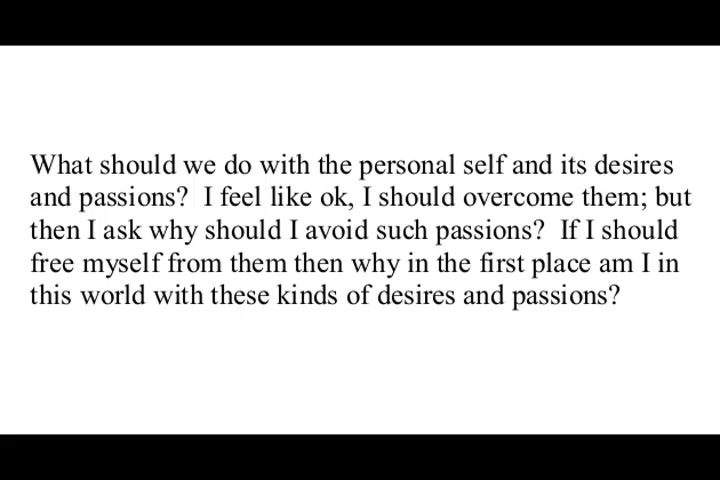 What should we do with the personal self and its desires
and passions?  I feel like ok, I should overcome them; but
then I ask why should I avoid such passions?  If I should
free myself from them then why in the first place am I in
this world with these kinds of desires and passions?